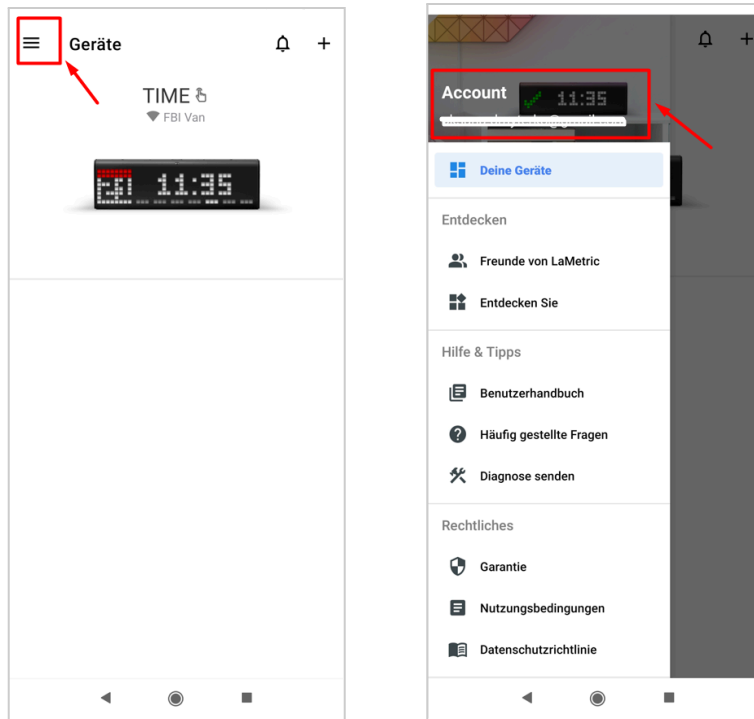 Geräte
TIME
FBI Van
11:35
Account
11:35
Deine Geräte
Entdecken
Freunde von LaMetric
Entdecken Sie
Hilfe & Tipps
Benutzerhandbuch
Häufig gestellte Fragen
Diagnose senden
Rechtliches
Garantie
Nutzungsbedingungen
Datenschutzrichtlinie